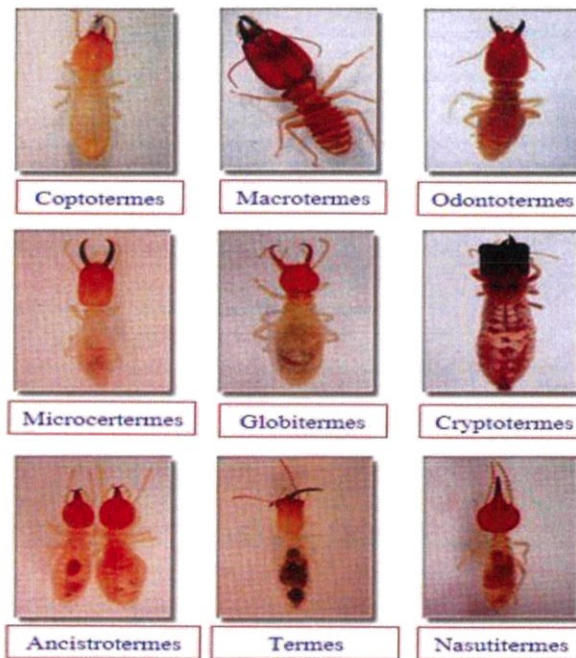 Coptotermes
Macrotermes
Odontotermes
Microcertermes
Globitermes
Cryptotermes
Ancistrotermes
Termes
Nasutitermes